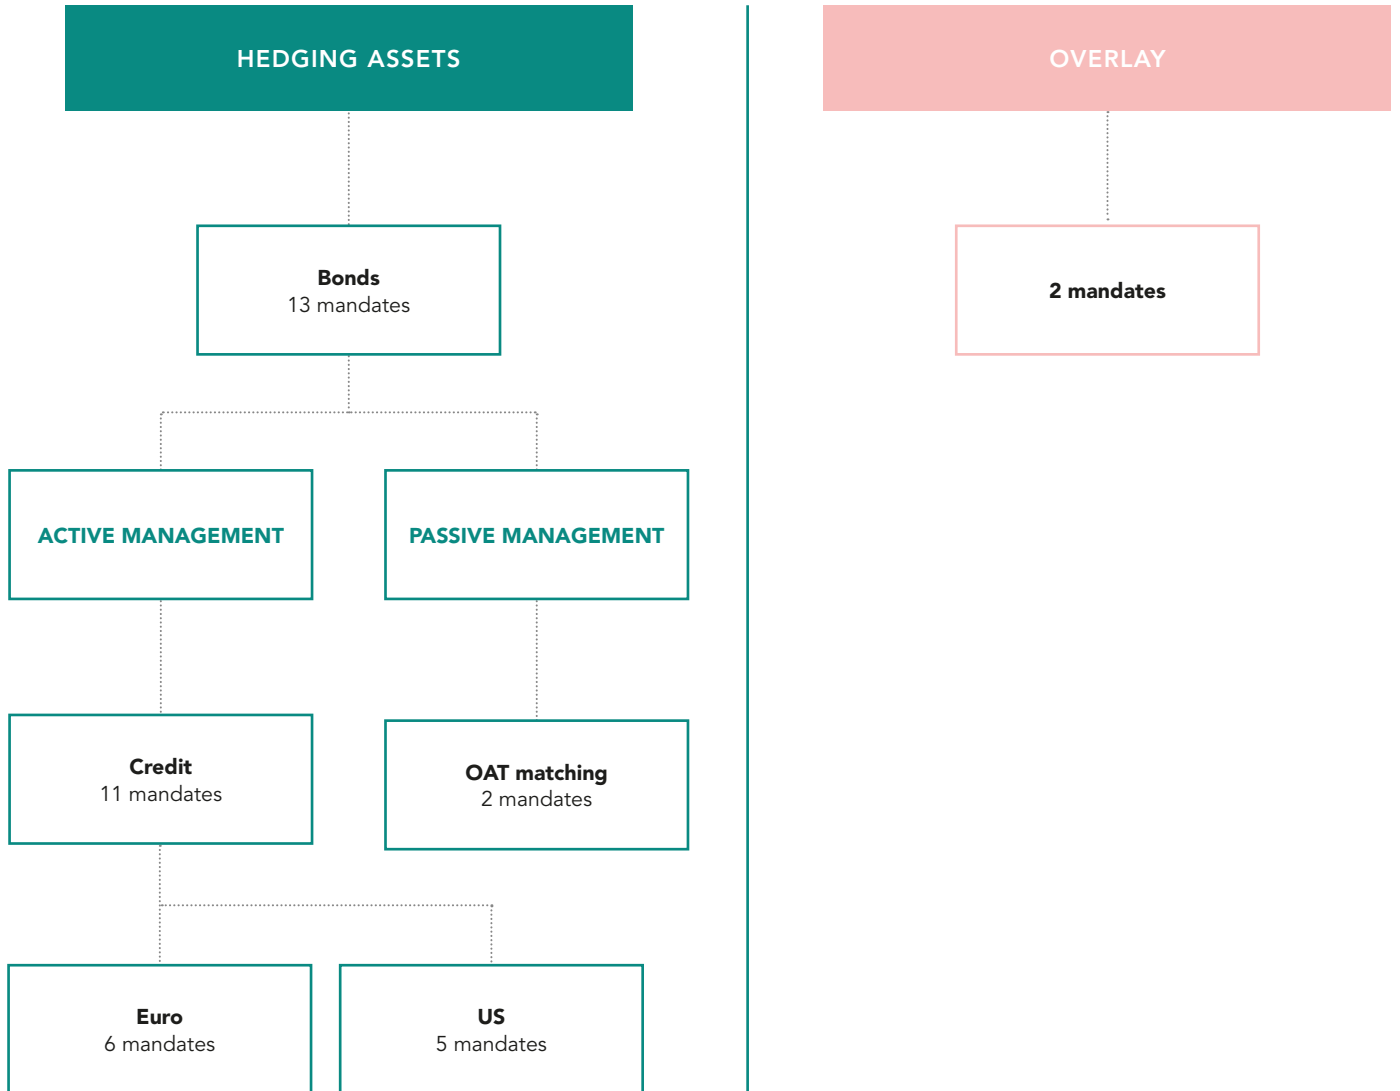 HEDGING ASSETS
OVERLAY
Bonds
13 mandates
2 mandates
ACTIVE MANAGEMENT
PASSIVE MANAGEMENT
Credit
11 mandates
OAT matching
2 mandates
Euro
6 mandates
US
5 mandates